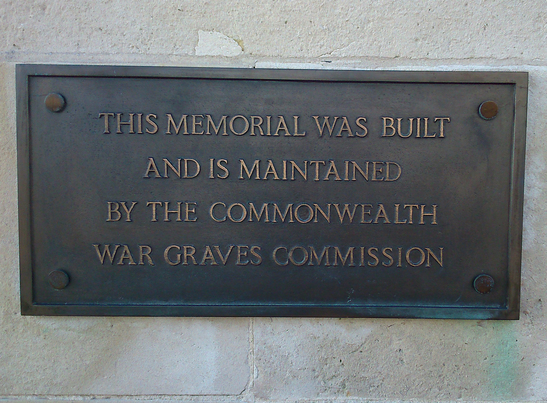 THIS MEMORIAL WAS BUILT
AND IS MAINTAINED
BY THE COMMONWEALTH
WAR GRAVES COMMISSION